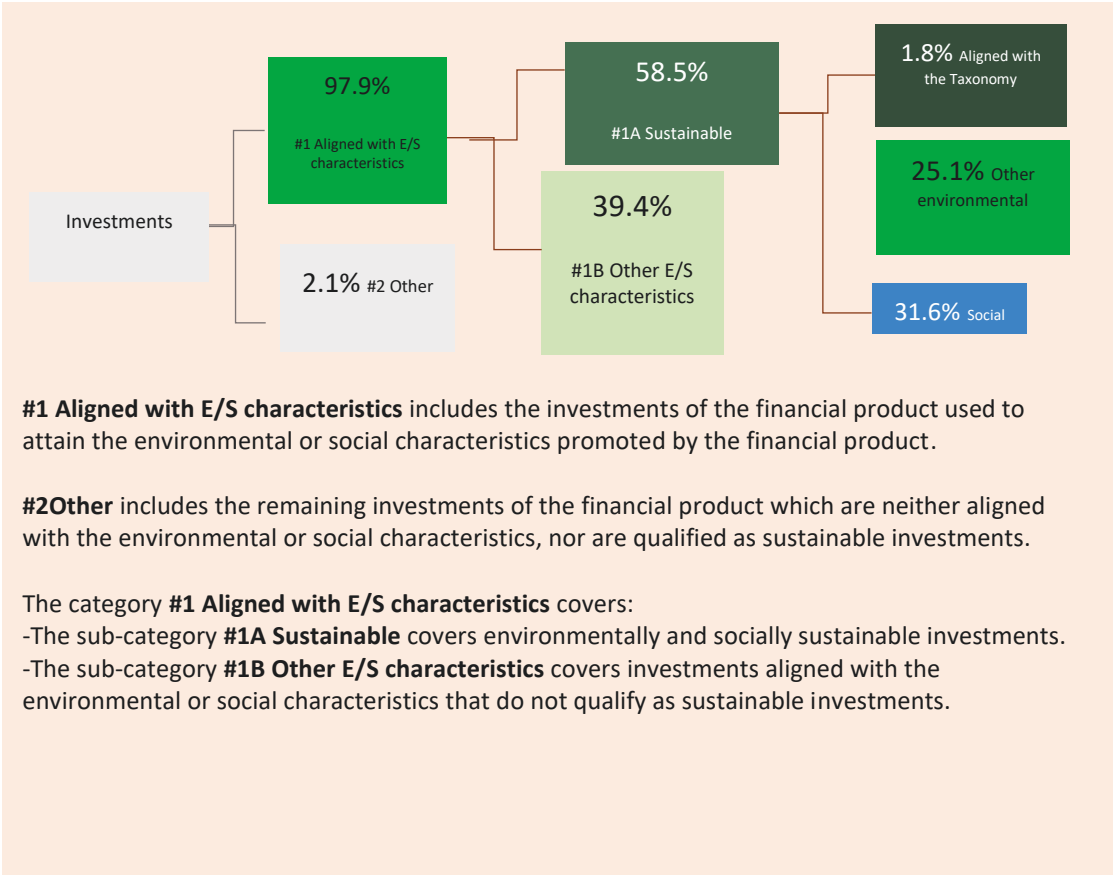 Investments
97.9%
#1 Aligned with E/S
characteristics
2.1% #2 Other
58.5%
#1A Sustainable
39.4%
#1B Other E/S
characteristics
1.8% Aligned with
the Taxonomy
25.1% Other
environmental
31.6% Social
#1 Aligned with E/S characteristics includes the investments of the financial product used to
attain the environmental or social characteristics promoted by the financial product.
#2Other includes the remaining investments of the financial product which are neither aligned
with the environmental or social characteristics, nor are qualified as sustainable investments.
The category #1 Aligned with E/S characteristics covers:
-The sub-category #1A Sustainable covers environmentally and socially sustainable investments.
-The sub-category #1B Other E/S characteristics covers investments aligned with the
environmental or social characteristics that do not qualify as sustainable investments.